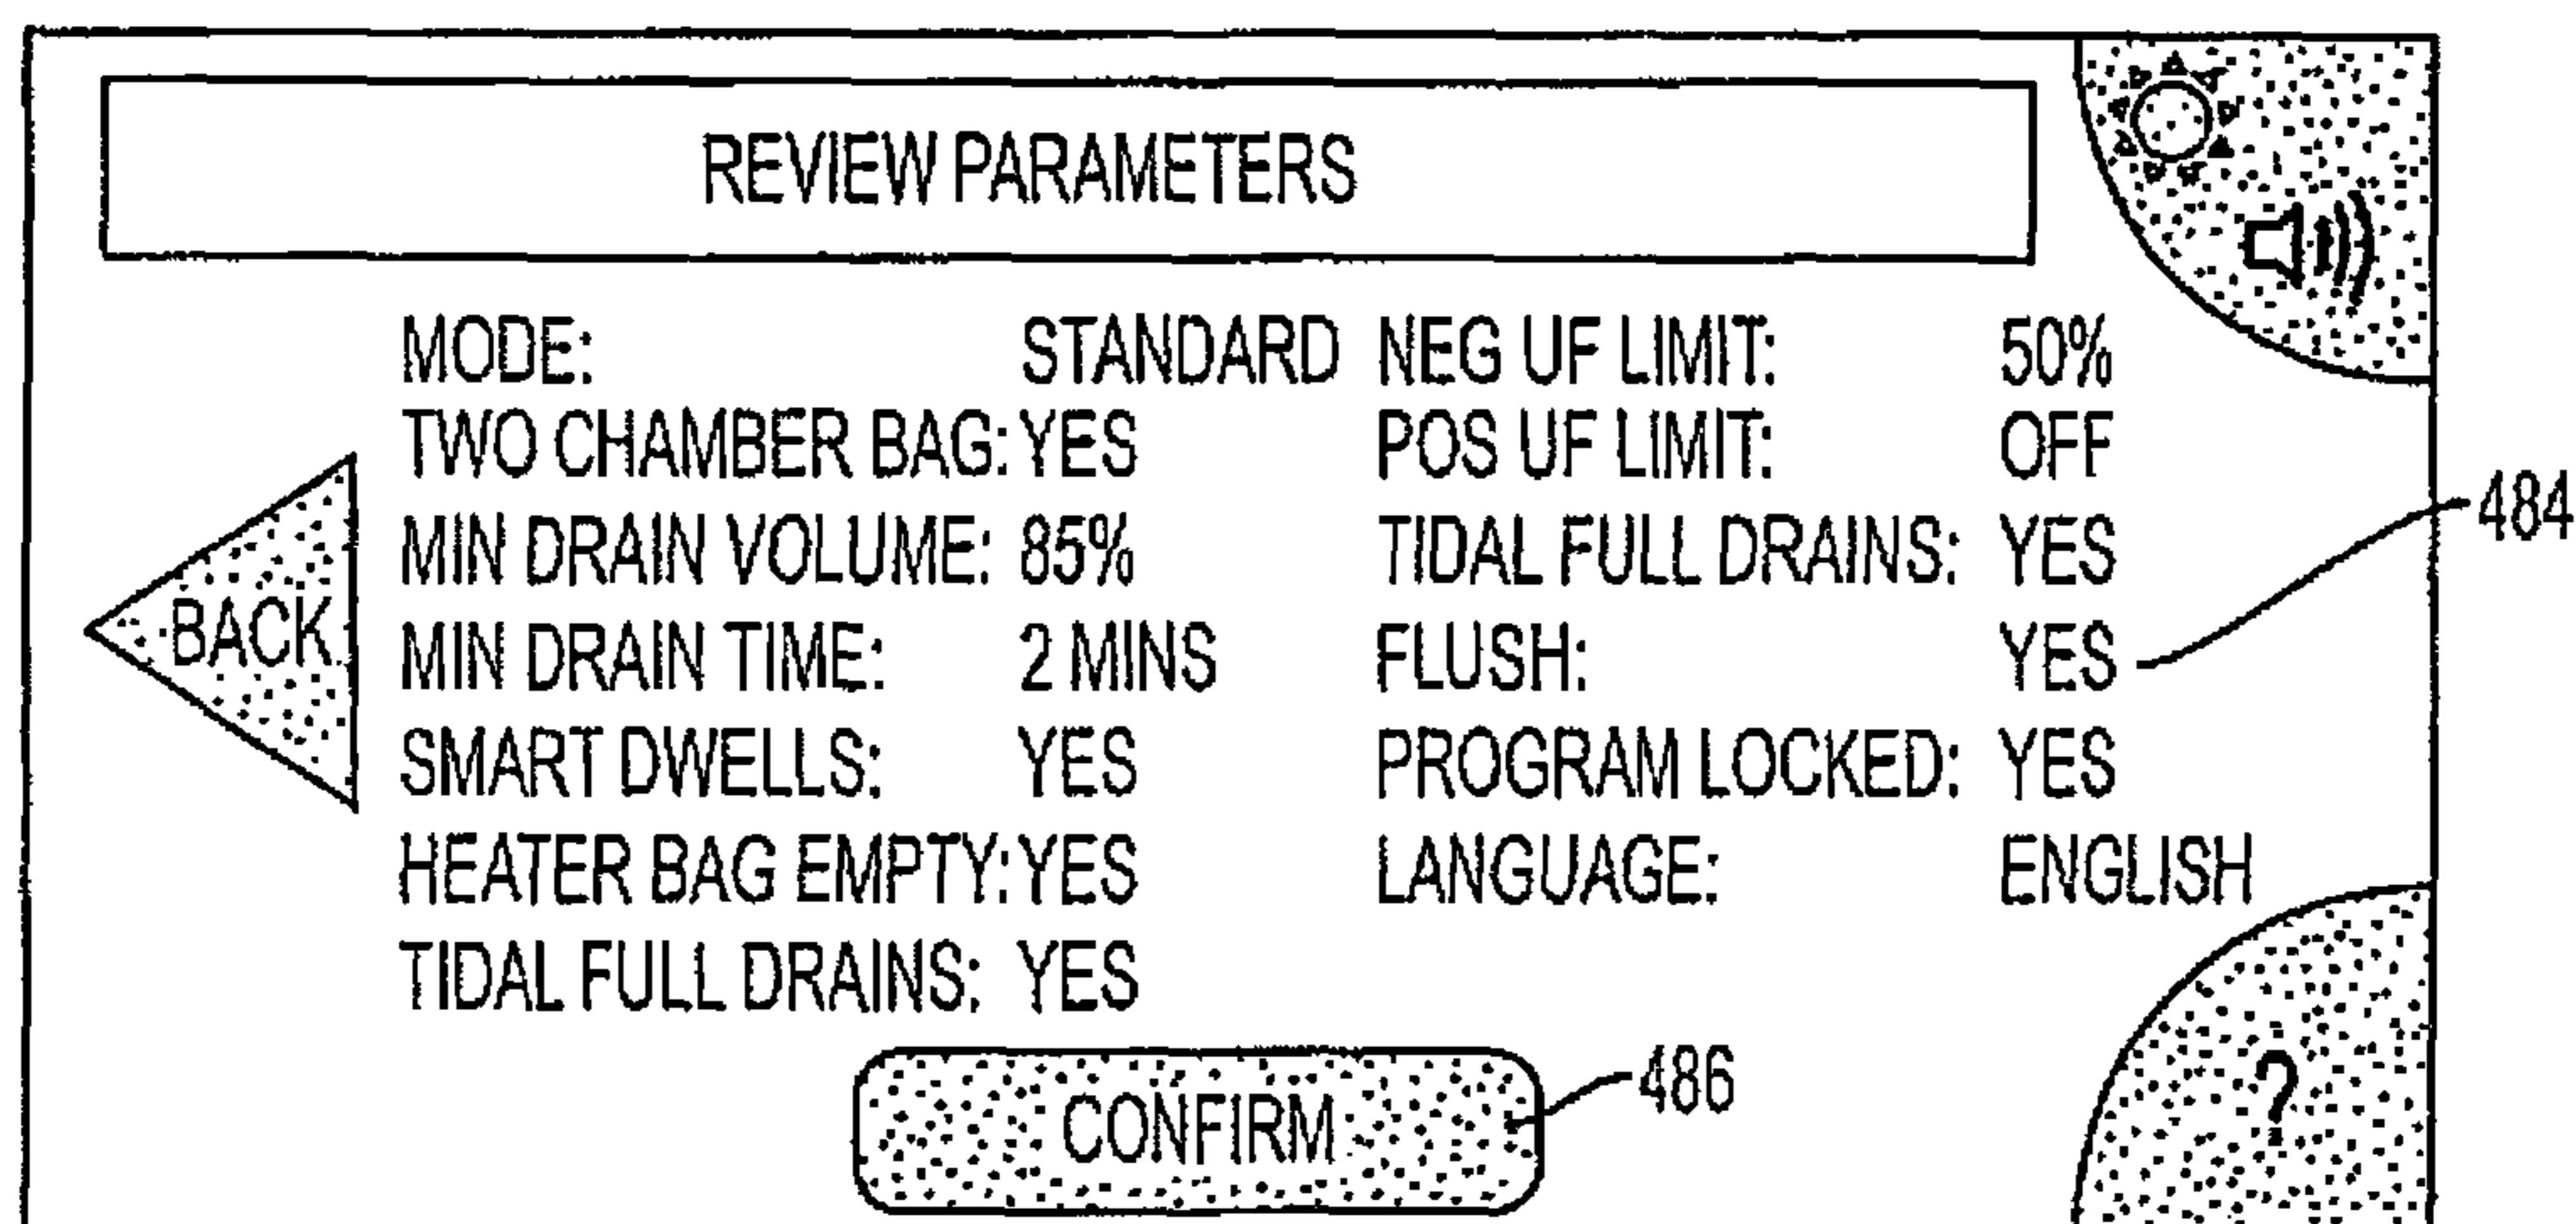 REVIEW PARAMETERS
MODE: STANDARD NEG UF LIMIT: 50%
TWO CHAMBER BAG: YES POS UF LIMIT: OFF
484
MIN DRAIN VOLUME: 85% TIDAL FULL DRAINS: YES
BACK
MIN DRAIN TIME: 2 MINS FLUSH: YES
SMART DWELLS: YES PROGRAM LOCKED: YES
HEATER BAG EMPTY: YES LANGUAGE: ENGLISH
TIDAL FULL DRAINS: YES
486
CONFIRM
?